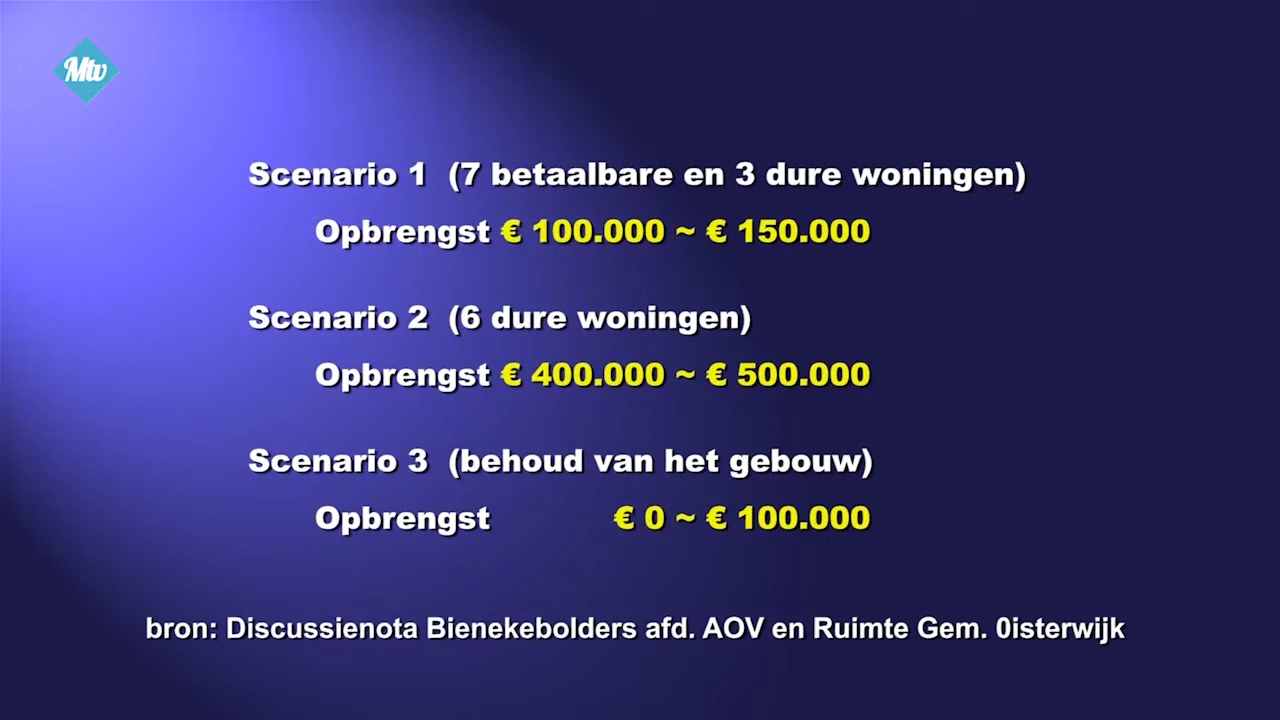 Mtv
Scenario 1 (7 betaalbare en 3 dure woningen)
Opbrengst € 100.000 ~ € 150.000
Scenario 2 (6 dure woningen)
Opbrengst € 400.000 ~ € 500.000
Scenario 3 (behoud van het gebouw)
Opbrengst € 0 ~ € 100.000
bron: Discussienota Bienekebolders afd. AOV en Ruimte Gem. 0isterwijk